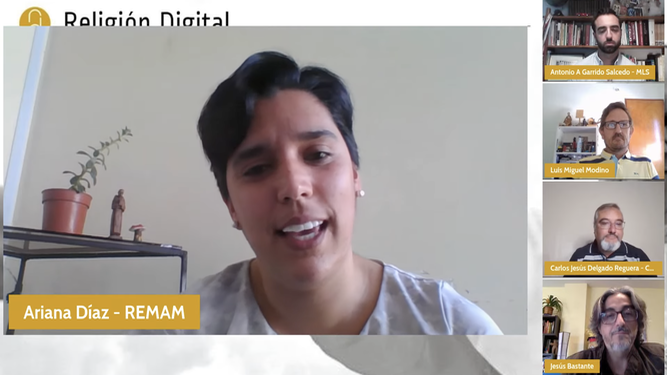 Religión Digital
Antonio A Garrido Salcedo - MLS
Luis Miguel Modino
Carlos Jesús Delgado Reguera - C...
Ariana Díaz - REMAM
Jesús Bastante